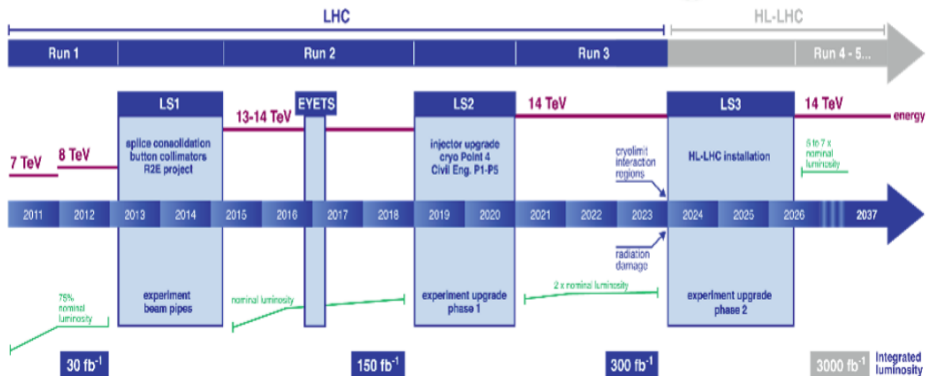 LHC
HL-LHC
Run 1
Run 2
Run 3
Run 4 - 5...
LS1
EYETS
LS2
LS3
13-14 TeV
14 TeV
14 TeV
energy
7 TeV
8 TeV
splice consolidation
button collimators
R2E project
injector upgrade
cryo Point 4
Civil Eng. P1-P5
cryolimit
interaction
regions
HL-LHC installation
5 to 7 x
nominal
luminosity
2011
2012
2013
2014
2015
2016
2017
2018
2019
2020
2021
2022
2023
2024
2025
2026
2037
radiation
damage
75%
nominal
luminosity
experiment
beam pipes
nominal luminosity
experiment upgrade
phase 1
2 x nominal luminosity
experiment upgrade
phase 2
30 fb⁻¹
150 fb⁻¹
300 fb⁻¹
3000 fb⁻¹
Integrated
luminosity